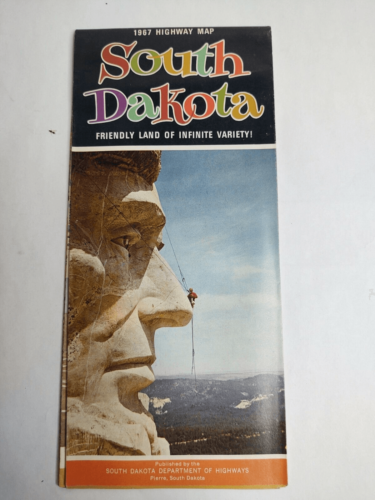 1967 HIGHWAY MAP
South
Dakota
FRIENDLY LAND OF INFINITE VARIETY!
Published by the
SOUTH DAKOTA DEPARTMENT OF HIGHWAYS
Pierre, South Dakota